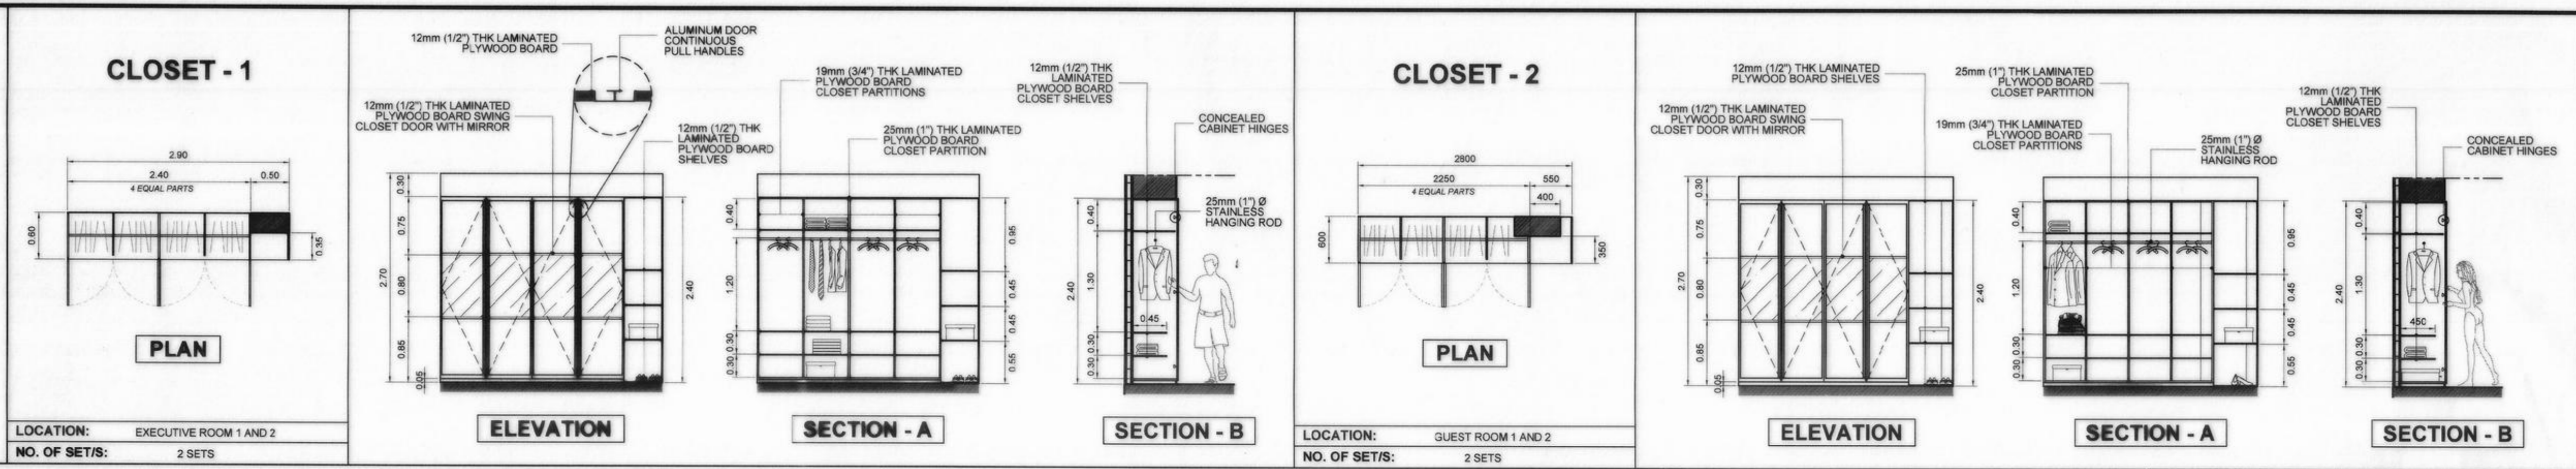 CLOSET - 1
2.90
2.40
0.50
4 EQUAL PARTS
0.60
0.35
PLAN
LOCATION: EXECUTIVE ROOM 1 AND 2
NO. OF SET/S: 2 SETS
12mm (1/2") THK LAMINATED
PLYWOOD BOARD
ALUMINUM DOOR
CONTINUOUS
PULL HANDLES
12mm (1/2") THK LAMINATED
PLYWOOD BOARD SWING
CLOSET DOOR WITH MIRROR
12mm (1/2") THK
LAMINATED
PLYWOOD BOARD
SHELVES
0.30
0.75
2.70
0.80
0.85
0.05
2.40
ELEVATION
19mm (3/4") THK LAMINATED
PLYWOOD BOARD
CLOSET PARTITIONS
25mm (1") THK LAMINATED
PLYWOOD BOARD
CLOSET PARTITION
0.40
1.20
0.30
0.30
0.95
0.45
0.45
0.55
SECTION - A
12mm (1/2") THK
LAMINATED
PLYWOOD BOARD
CLOSET SHELVES
CONCEALED
CABINET HINGES
25mm (1") Ø
STAINLESS
HANGING ROD
0.40
2.40
1.30
0.45
0.30
0.30
SECTION - B
CLOSET - 2
2800
2250
550
4 EQUAL PARTS
400
600
350
PLAN
LOCATION: GUEST ROOM 1 AND 2
NO. OF SET/S: 2 SETS
12mm (1/2") THK LAMINATED
PLYWOOD BOARD SHELVES
12mm (1/2") THK LAMINATED
PLYWOOD BOARD SWING
CLOSET DOOR WITH MIRROR
0.30
0.75
2.70
0.80
0.85
0.05
2.40
ELEVATION
25mm (1") THK LAMINATED
PLYWOOD BOARD
CLOSET PARTITION
19mm (3/4") THK LAMINATED
PLYWOOD BOARD
CLOSET PARTITIONS
25mm (1") Ø
STAINLESS
HANGING ROD
0.40
1.20
0.30
0.30
0.95
0.45
0.45
0.55
SECTION - A
12mm (1/2") THK
LAMINATED
PLYWOOD BOARD
CLOSET SHELVES
CONCEALED
CABINET HINGES
0.40
2.40
1.30
450
0.30
0.30
SECTION - B